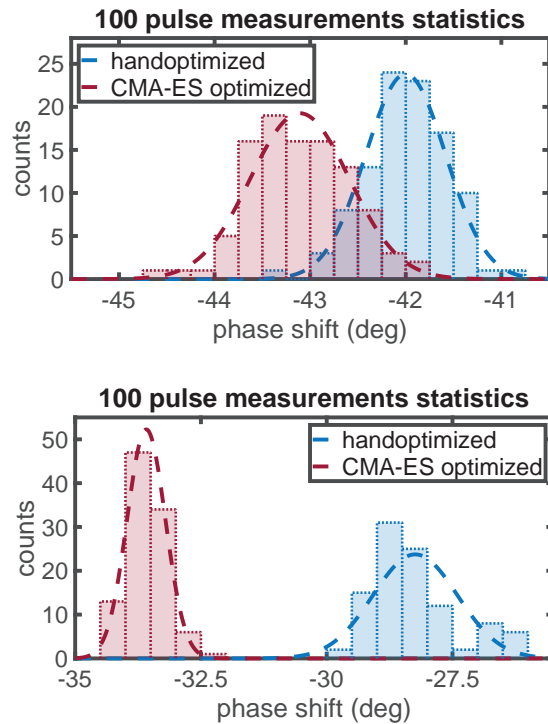 100 pulse measurements statistics
handoptimized
CMA-ES optimized
counts
25
20
15
10
5
0
-45 -44 -43 -42 -41
phase shift (deg)
100 pulse measurements statistics
handoptimized
CMA-ES optimized
counts
50
40
30
20
10
0
-35 -32.5 -30 -27.5
phase shift (deg)